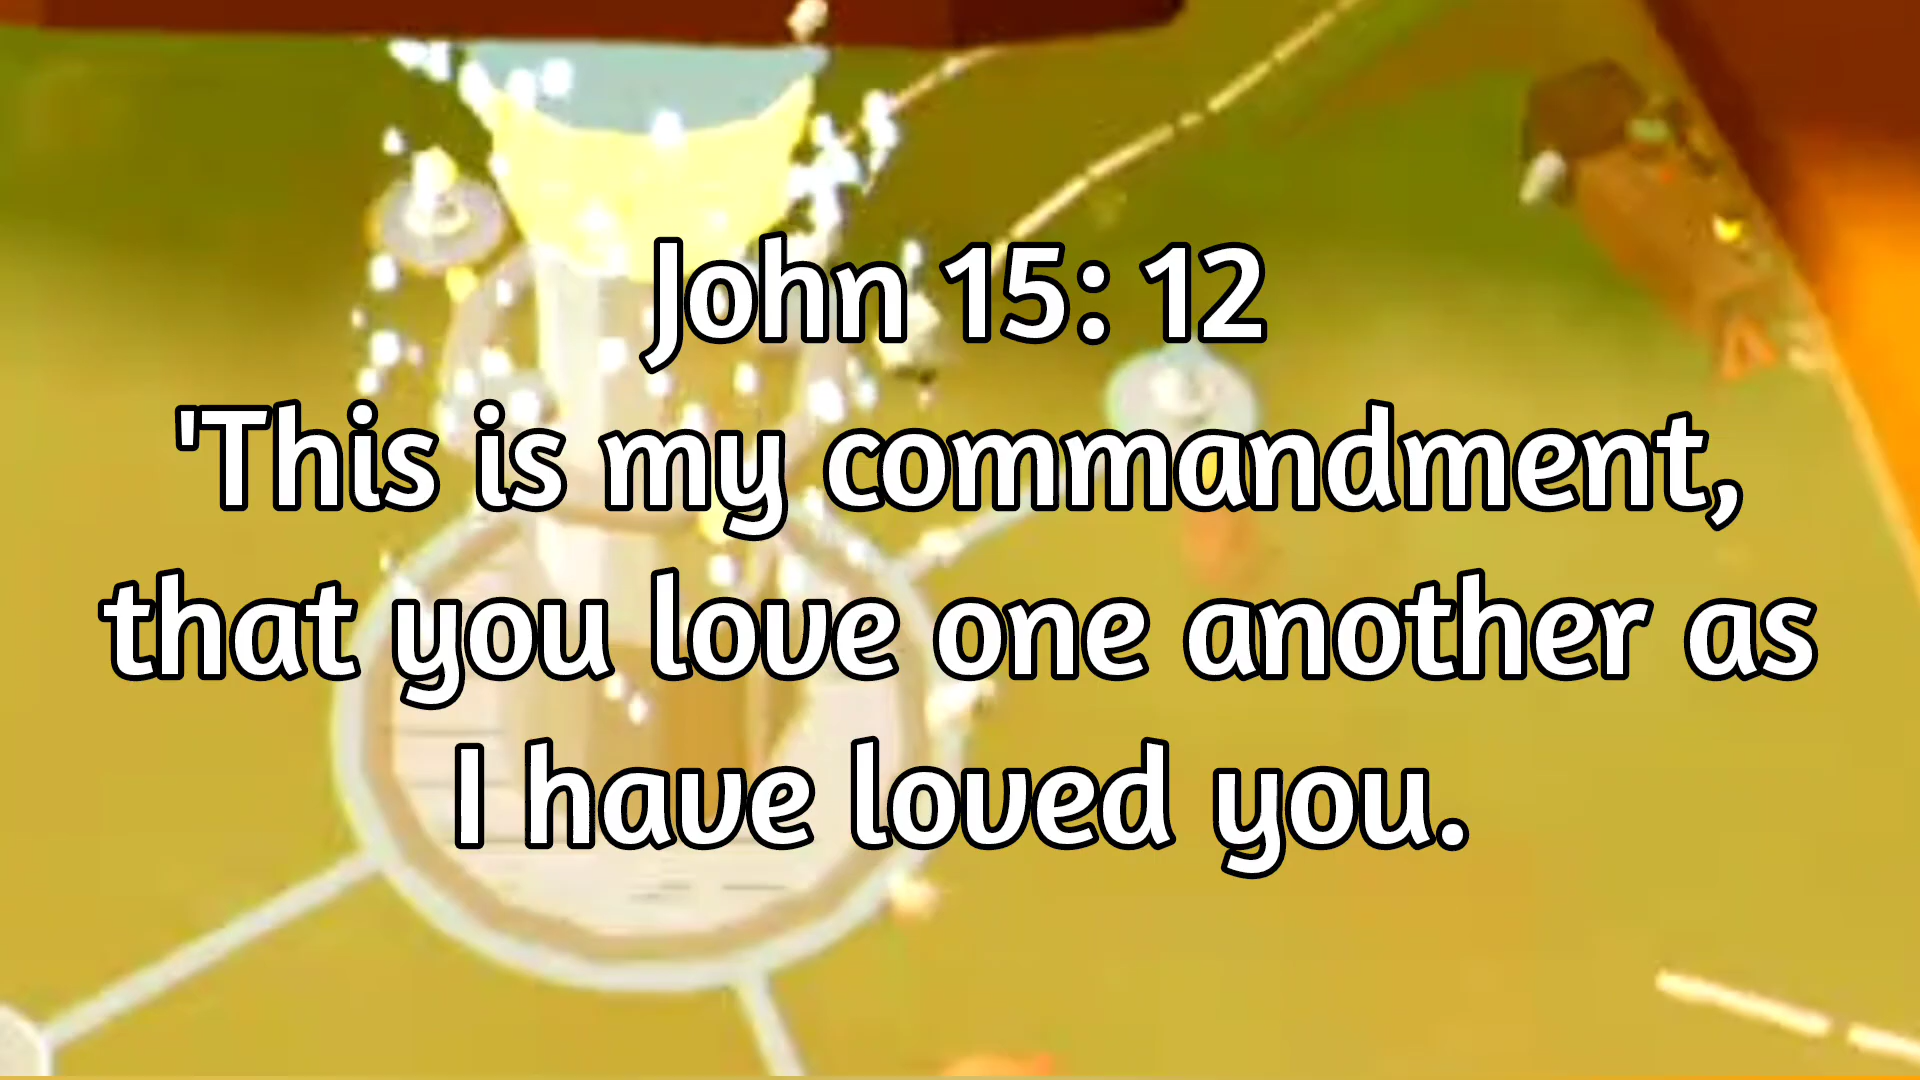 John 15: 12
'This is my commandment,
that you love one another as
I have loved you.